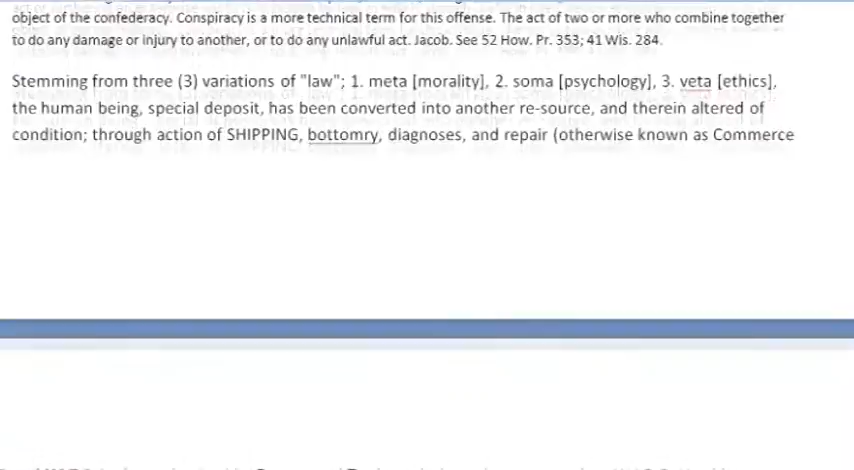 object of the confederacy. Conspiracy is a more technical term for this offense. The act of two or more who combine together
to do any damage or injury to another, or to do any unlawful act. Jacob. See 52 How. Pr. 353; 41 Wis. 284.
Stemming from three (3) variations of "law"; 1. meta [morality], 2. soma [psychology], 3. veta [ethics],
the human being, special deposit, has been converted into another re-source, and therein altered of
condition; through action of SHIPPING, bottomry, diagnoses, and repair (otherwise known as Commerce